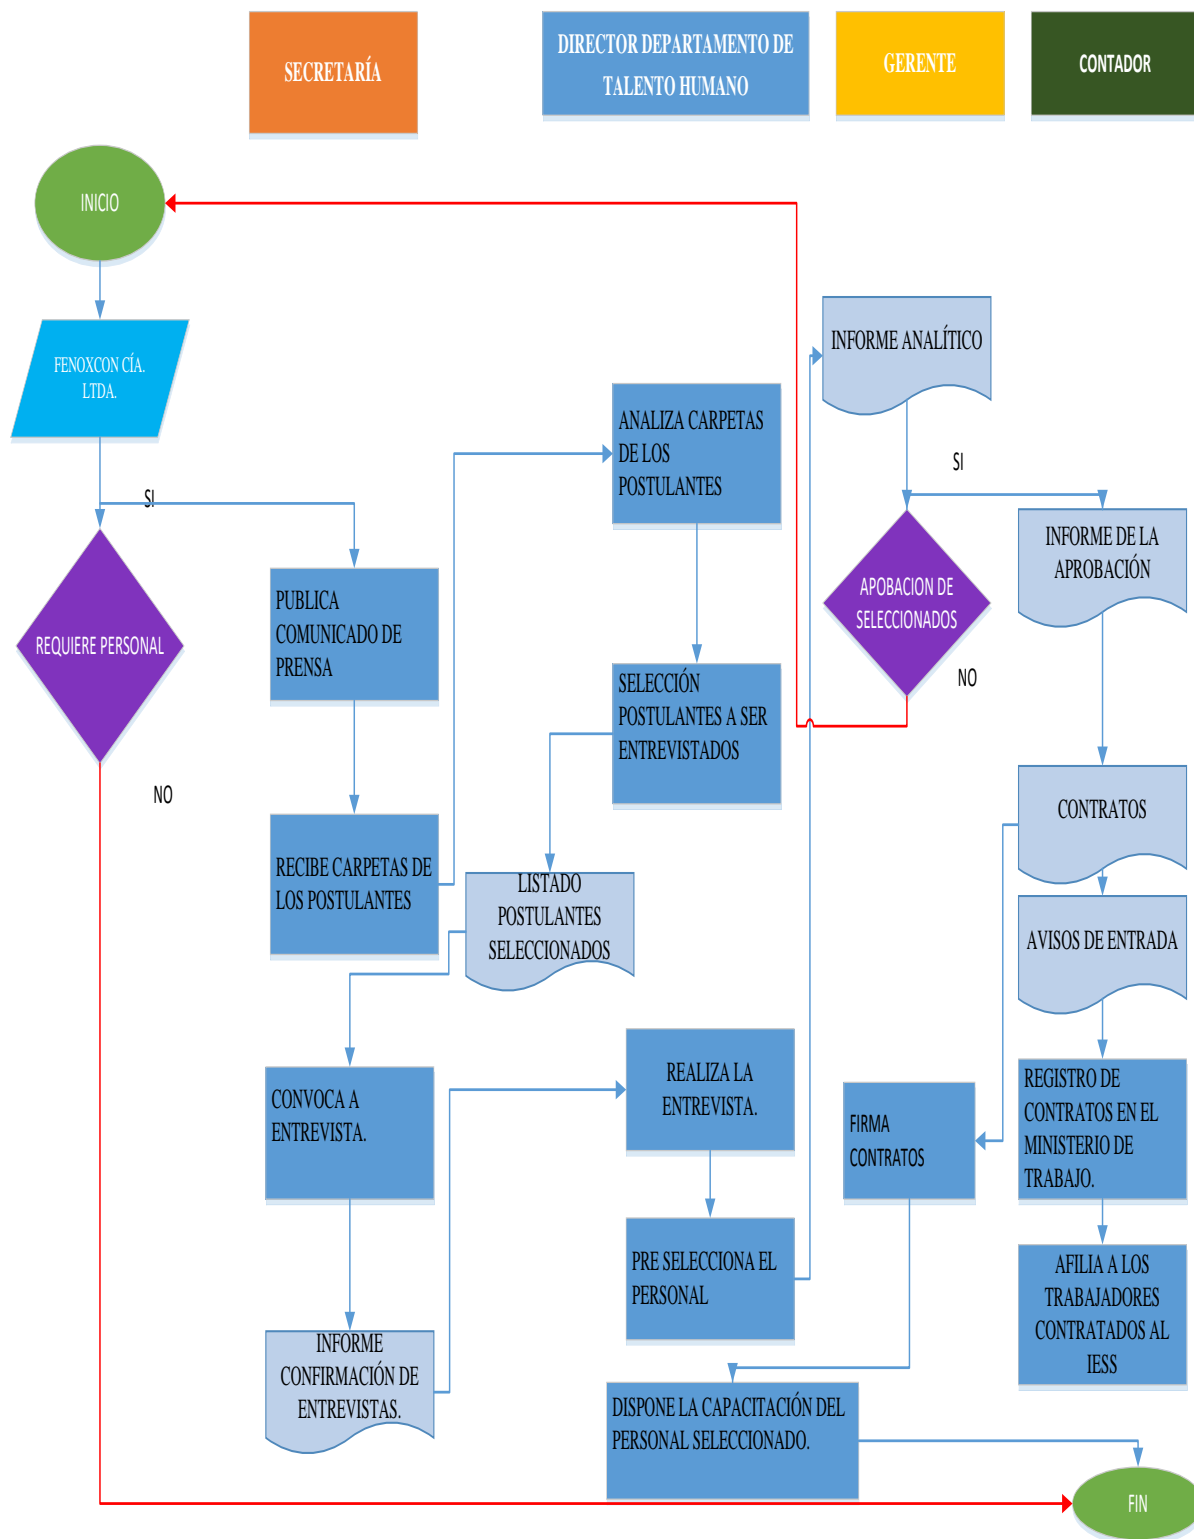 SECRETARÍA
DIRECTOR DEPARTAMENTO DE
TALENTO HUMANO
GERENTE
CONTADOR
INICIO
FENOXCON CÍA.
LTDA.
SI
REQUIERE PERSONAL
NO
PUBLICA
COMUNICADO DE
PRENSA
RECIBE CARPETAS DE
LOS POSTULANTES
ANALIZA CARPETAS
DE LOS
POSTULANTES
SELECCIÓN
POSTULANTES A SER
ENTREVISTADOS
LISTADO
POSTULANTES
SELECCIONADOS
CONVOCA A
ENTREVISTA.
INFORME
CONFIRMACIÓN DE
ENTREVISTAS.
REALIZA LA
ENTREVISTA.
PRE SELECCIONA EL
PERSONAL
INFORME ANALÍTICO
SI
APOBACION DE
SELECCIONADOS
NO
INFORME DE LA
APROBACIÓN
CONTRATOS
AVISOS DE ENTRADA
REGISTRO DE
CONTRATOS EN EL
MINISTERIO DE
TRABAJO.
AFILIA A LOS
TRABAJADORES
CONTRATADOS AL
IESS
FIRMA
CONTRATOS
DISPONE LA CAPACITACIÓN DEL
PERSONAL SELECCIONADO.
FIN